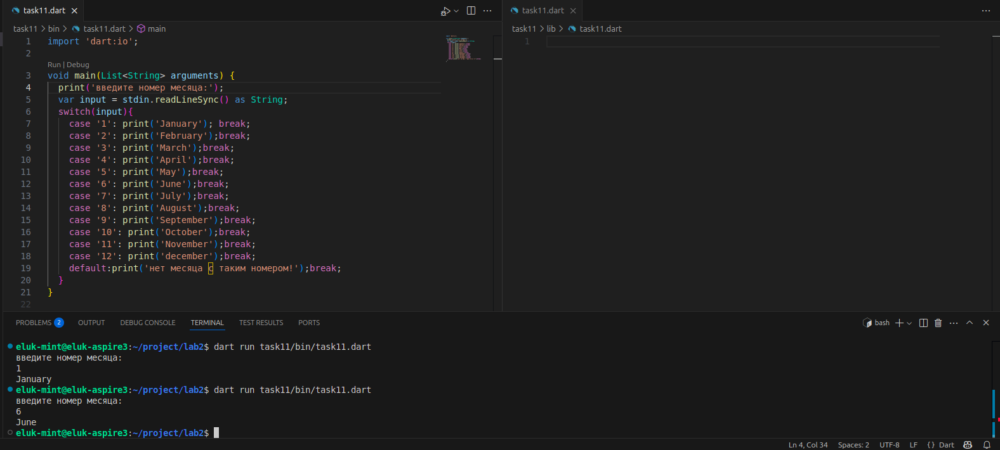 task11.dart
task11 > bin > task11.dart > main
1 import 'dart:io';
2
Run | Debug
3 void main(List<String> arguments) {
4 print('введите номер месяца:');
5 var input = stdin.readLineSync() as String;
6 switch(input){
7 case '1': print('January'); break;
8 case '2': print('February');break;
9 case '3': print('March');break;
10 case '4': print('April');break;
11 case '5': print('May');break;
12 case '6': print('June');break;
13 case '7': print('July');break;
14 case '8': print('August');break;
15 case '9': print('September');break;
16 case '10': print('October');break;
17 case '11': print('November');break;
18 case '12': print('december');break;
19 default:print('нет месяца с таким номером!');break;
20 }
21 }
22
task11.dart
task11 > lib > task11.dart
1
PROBLEMS 2 OUTPUT DEBUG CONSOLE TERMINAL TEST RESULTS PORTS bash
eluk-mint@eluk-aspire3:~/project/lab2$ dart run task11/bin/task11.dart
введите номер месяца:
1
January
eluk-mint@eluk-aspire3:~/project/lab2$ dart run task11/bin/task11.dart
введите номер месяца:
6
June
eluk-mint@eluk-aspire3:~/project/lab2$
Ln 4, Col 34 Spaces: 2 UTF-8 LF {} Dart